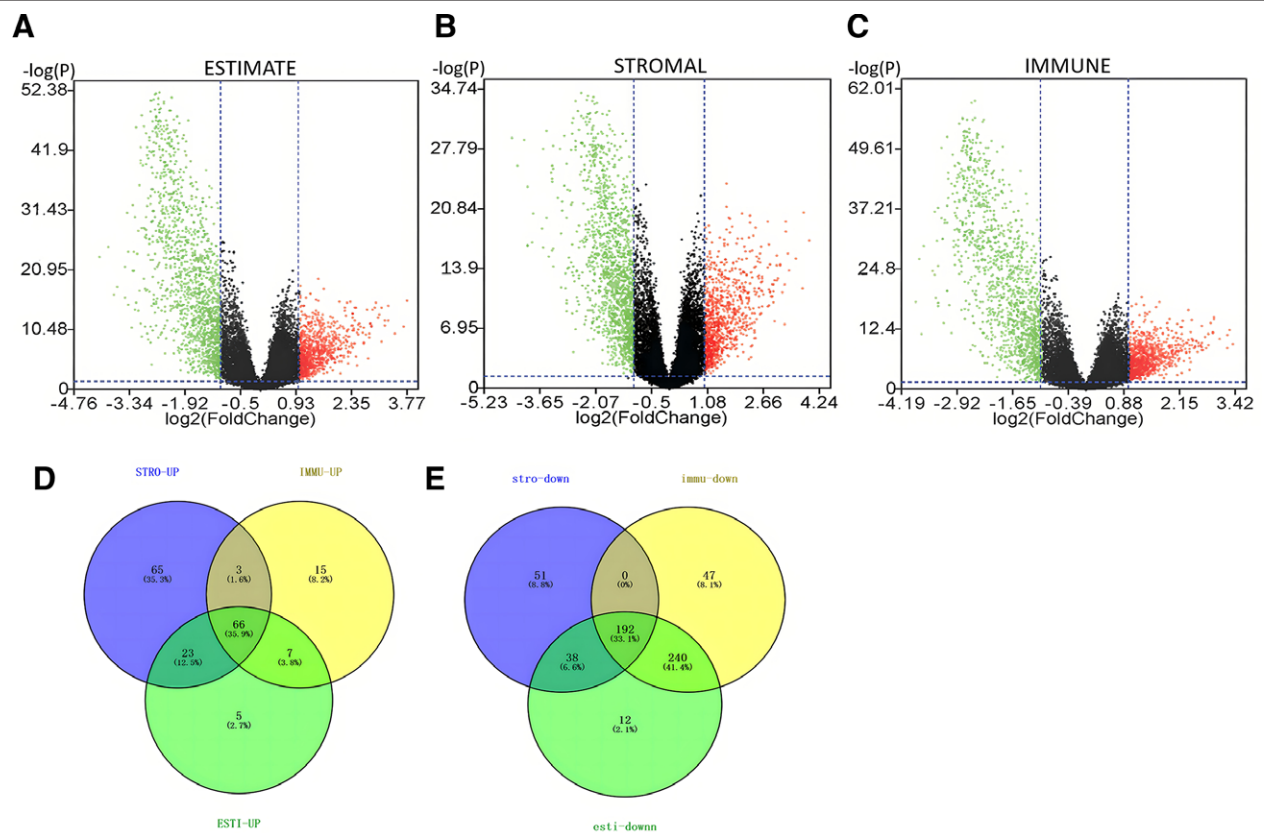 A
B
C
-log(P)
ESTIMATE
52.38
41.9
31.43
20.95
10.48
0
-4.76 -3.34 -1.92 -0.5 0.93 2.35 3.77
log2(FoldChange)
-log(P)
STROMAL
34.74
27.79
20.84
13.9
6.95
0
-5.23 -3.65 -2.07 -0.5 1.08 2.66 4.24
log2(FoldChange)
-log(P)
IMMUNE
62.01
49.61
37.21
24.8
12.4
0
-4.19 -2.92 -1.65 -0.39 0.88 2.15 3.42
log2(FoldChange)
D
STRO-UP
IMMU-UP
65
(35.3%)
3
(1.6%)
15
(8.2%)
66
(35.9%)
23
(12.5%)
7
(3.8%)
5
(2.7%)
ESTI-UP
E
stro-down
immu-down
51
(8.8%)
0
(0%)
47
(8.1%)
192
(33.1%)
38
(6.6%)
240
(41.4%)
12
(2.1%)
esti-downn